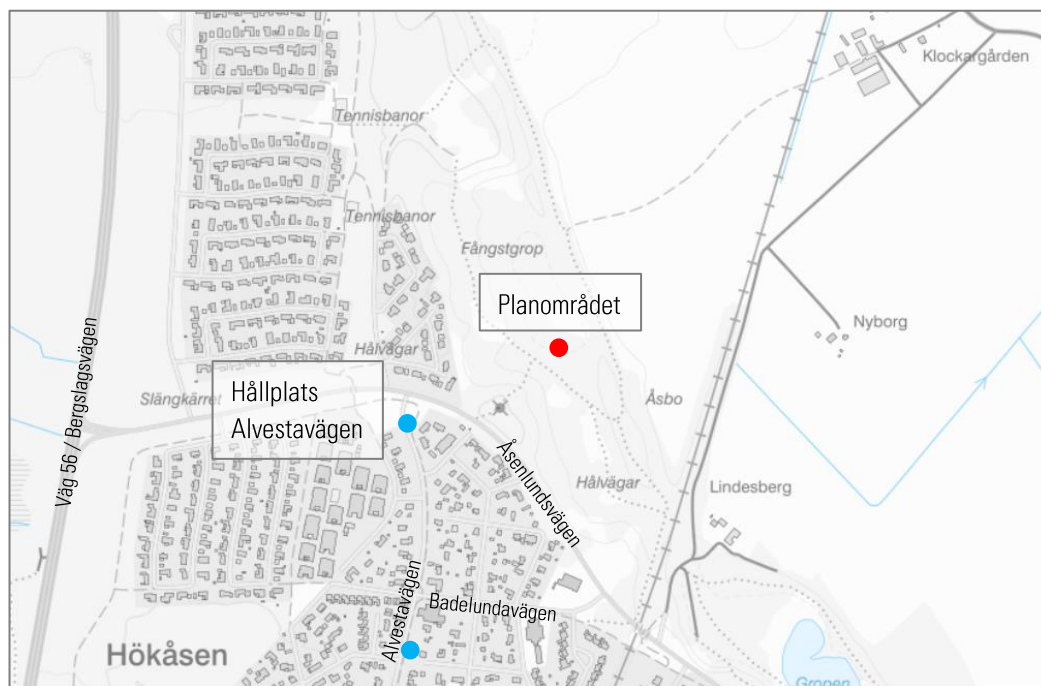 Klockargården
Tennisbanor
Tennisbanor
Fångstgrop
Planområdet
Nyborg
Hålvägar
Hållplats
Alvestavägen
Slängkärret
Åsbo
Väg 56 / Bergslagsvägen
Åsenlundsvägen
Hålvägar
Lindesberg
Alvestavägen
Badelundavägen
Hökåsen
Gropen